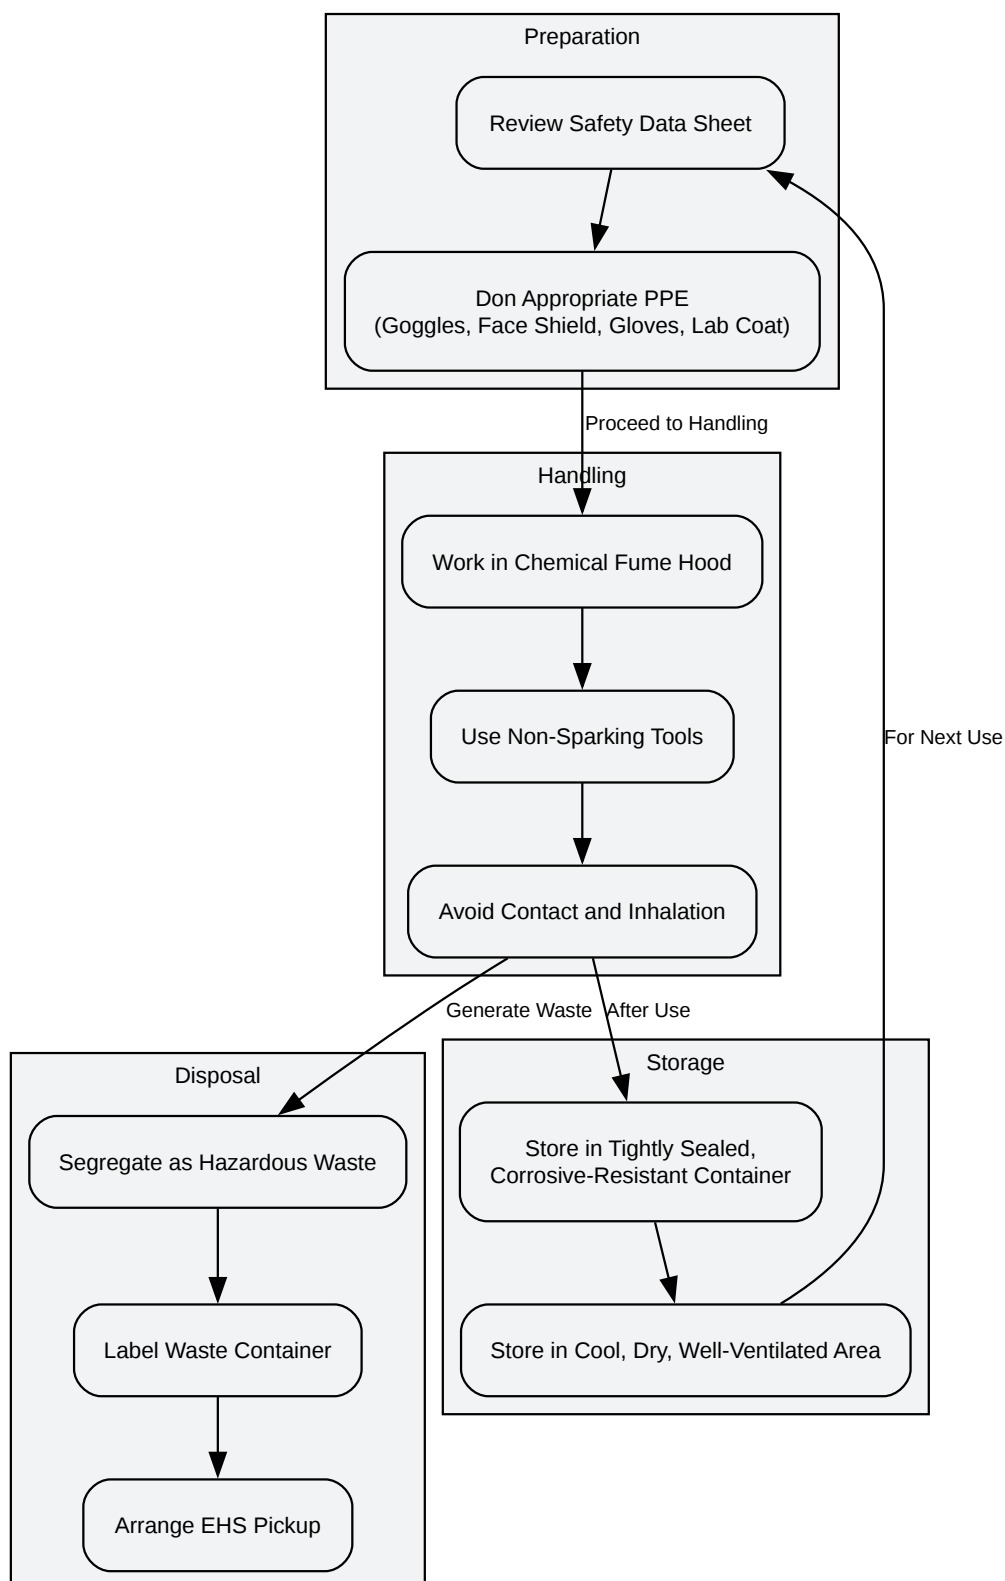 Preparation
Review Safety Data Sheet
Don Appropriate PPE
(Goggles, Face Shield, Gloves, Lab Coat)
Proceed to Handling
Handling
Work in Chemical Fume Hood
Use Non-Sparking Tools
For Next Use
Avoid Contact and Inhalation
Generate Waste
After Use
Disposal
Segregate as Hazardous Waste
Label Waste Container
Arrange EHS Pickup
Storage
Store in Tightly Sealed,
Corrosive-Resistant Container
Store in Cool, Dry, Well-Ventilated Area